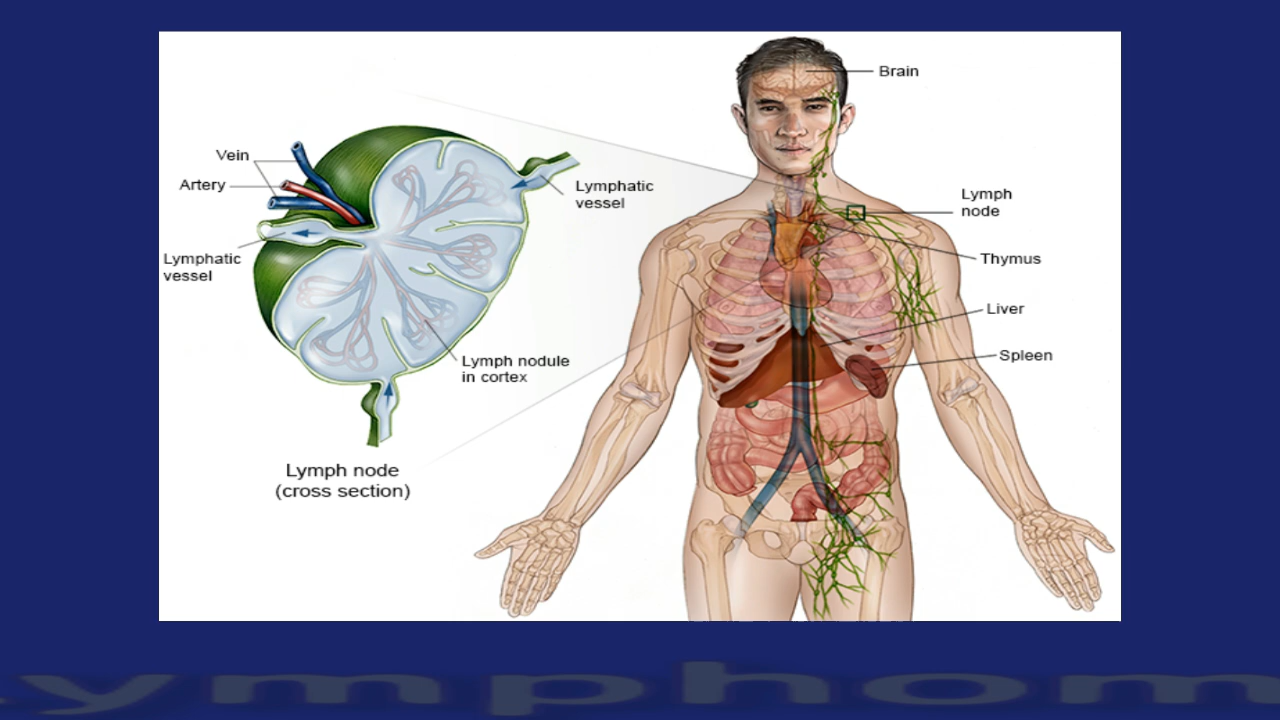 Brain
Vein
Artery
Lymphatic
vessel
Lymph
node
Lymphatic
vessel
Thymus
Liver
Spleen
Lymph nodule
in cortex
Lymph node
(cross section)